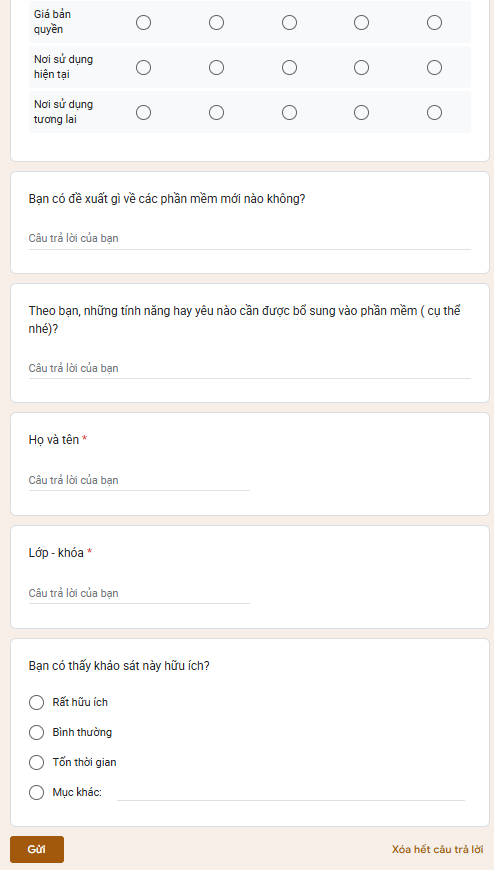 Giá bản
quyền
Nơi sử dụng
hiện tại
Nơi sử dụng
tương lai
Bạn có đề xuất gì về các phần mềm mới nào không?
Câu trả lời của bạn
Theo bạn, những tính năng hay yêu nào cần được bổ sung vào phần mềm ( cụ thể
nhé)?
Câu trả lời của bạn
Họ và tên *
Câu trả lời của bạn
Lớp - khóa *
Câu trả lời của bạn
Bạn có thấy khảo sát này hữu ích?
Rất hữu ích
Bình thường
Tốn thời gian
Mục khác:
Gửi
Xóa hết câu trả lời